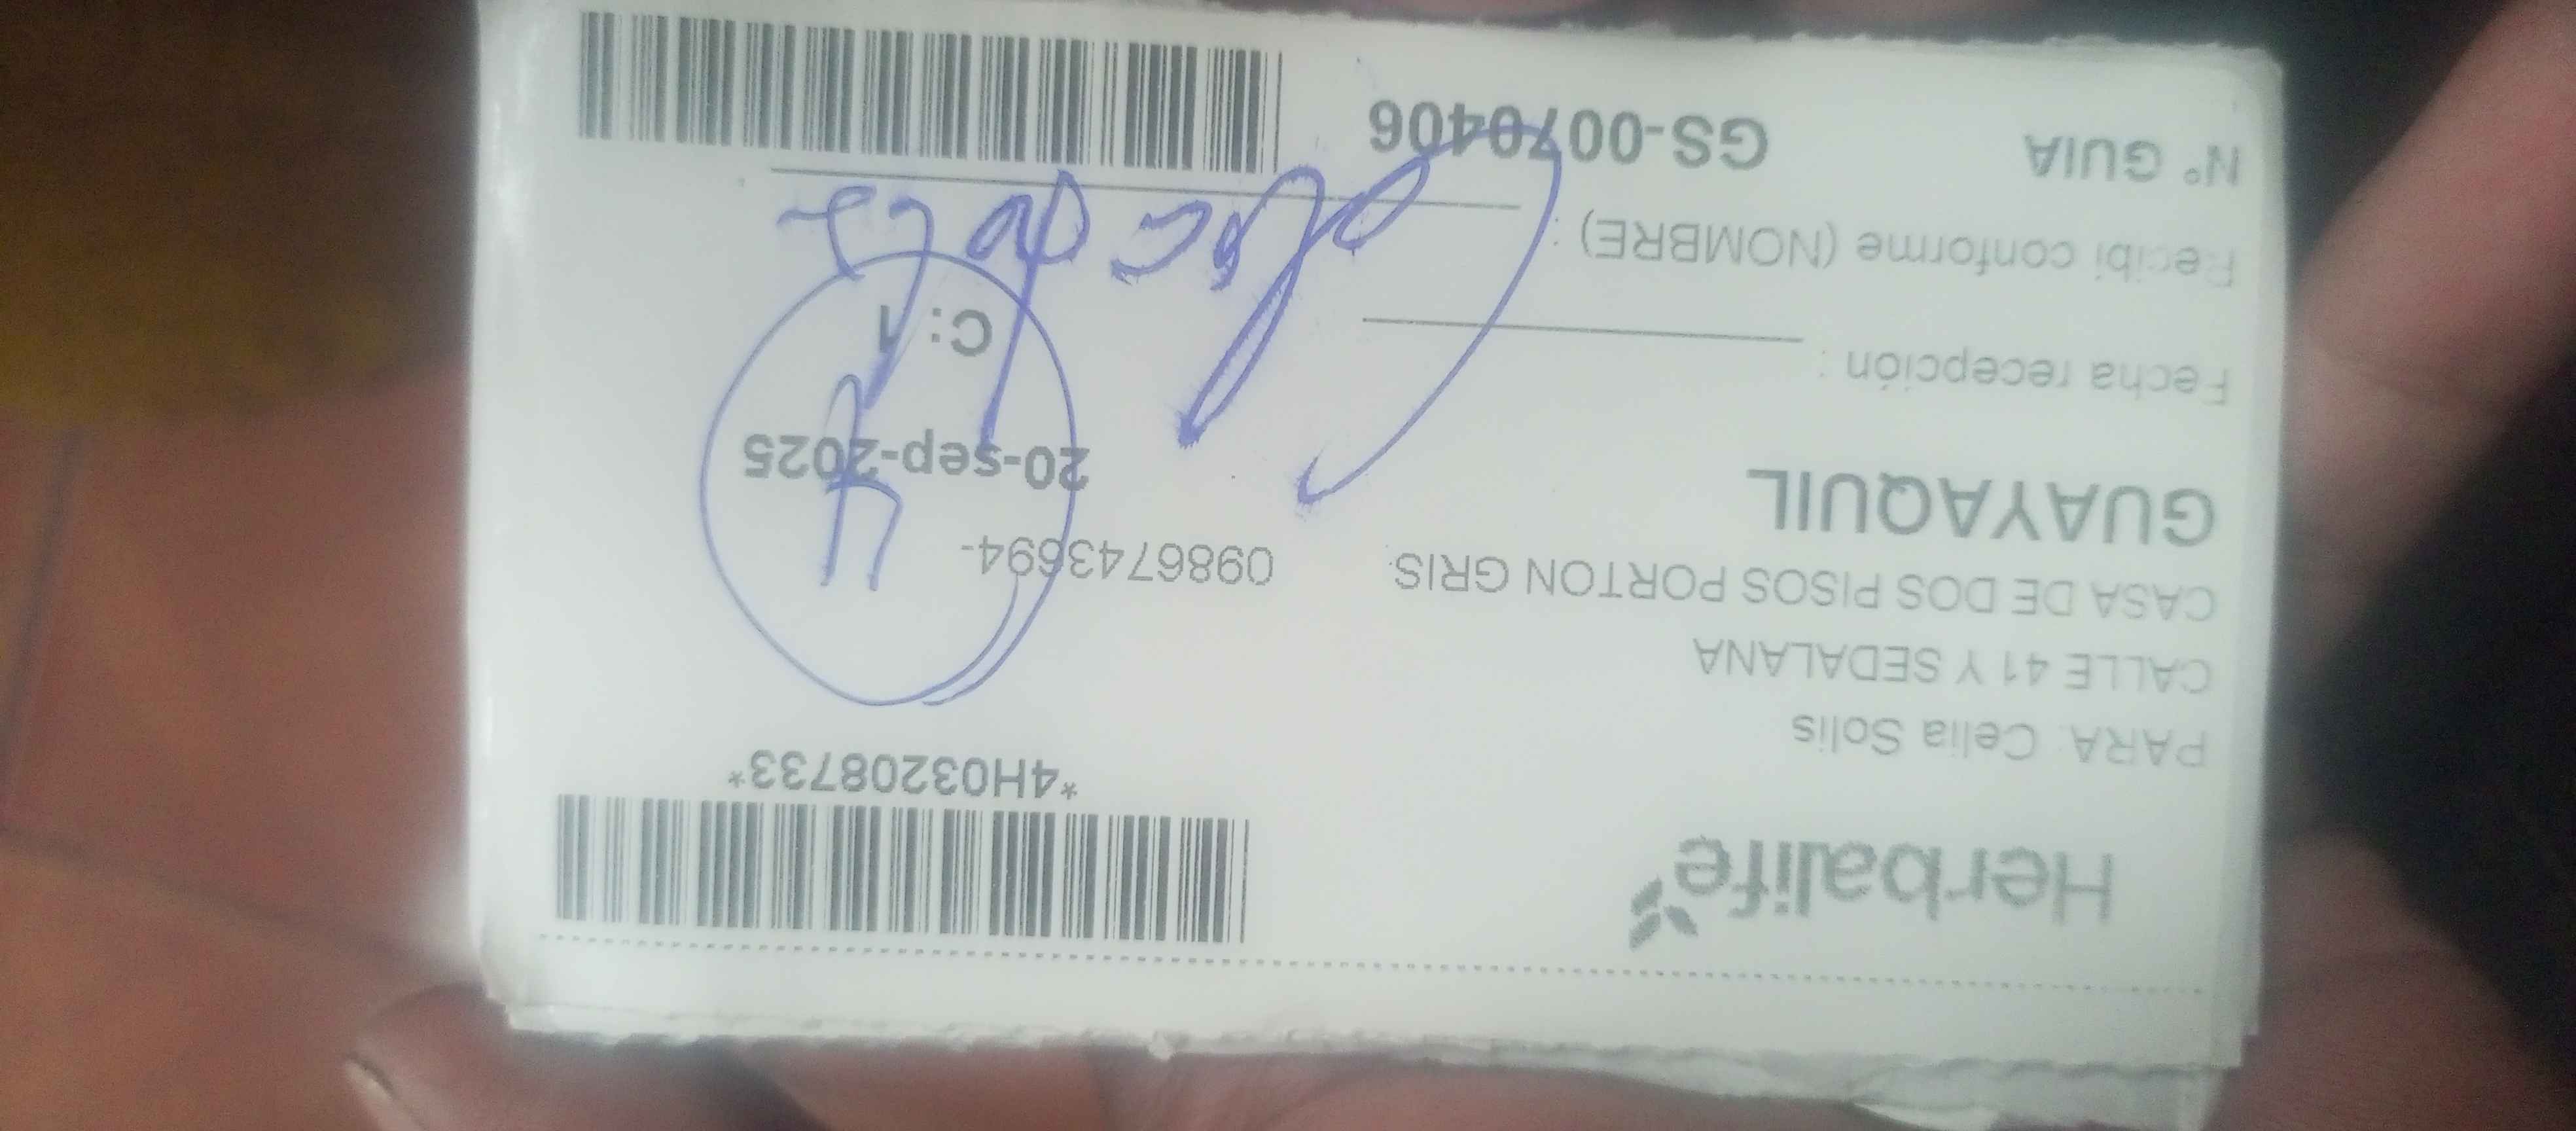 Herbalife
*4H03208733*
PARA: Celia Solis
CALLE 41 Y SEDALANA
CASA DE DOS PISOS PORTON GRIS
0986743694-
GUAYAQUIL
20-sep-2025
Fecha recepción :
C: 1
Recibi conforme (NOMBRE) :
N° GUIA GS-0070406